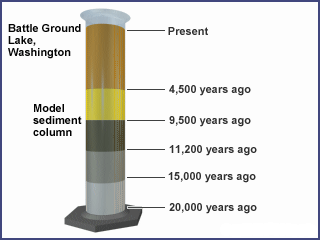 Battle Ground
Lake,
Washington
Present
4,500 years ago
Model
sediment
column
9,500 years ago
11,200 years ago
15,000 years ago
20,000 years ago